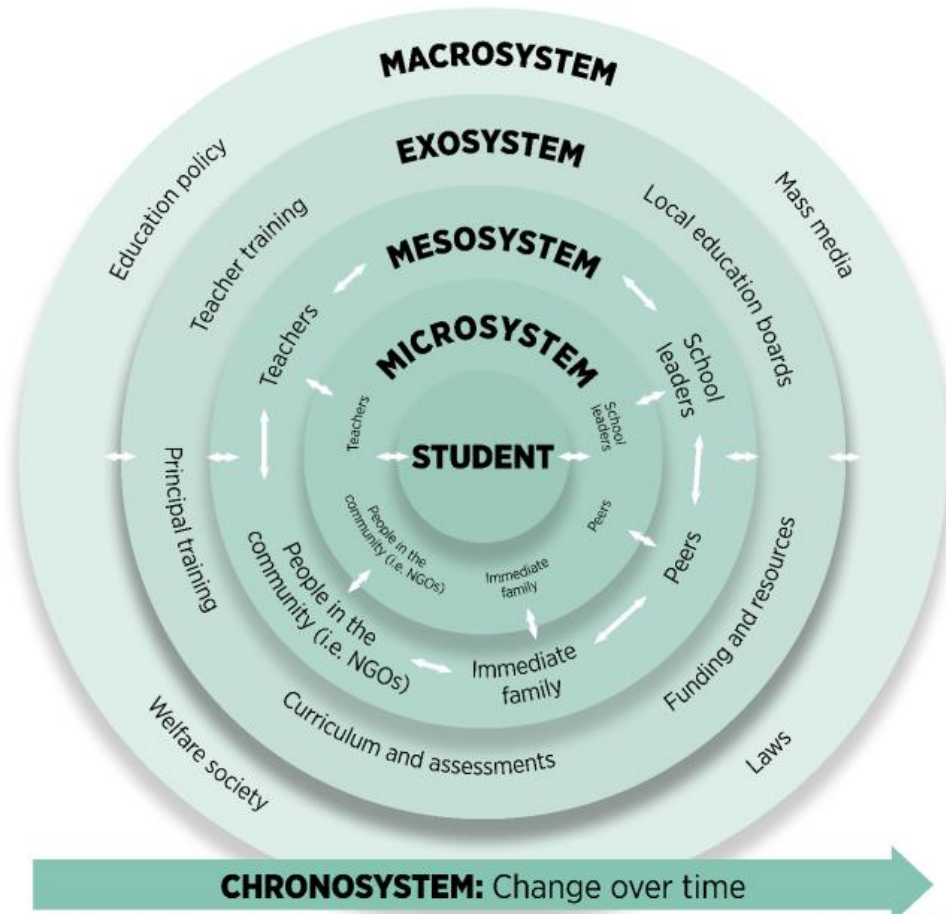 MACROSYSTEM
Education policy
Mass media
EXOSYSTEM
Teacher training
Local education boards
MESOSYSTEM
Teachers
School
leaders
MICROSYSTEM
Teachers
School
leaders
STUDENT
Principal training
People in the
community (i.e. NGOs)
Peers
Immediate
family
People in the
community (i.e. NGOs)
Peers
Immediate
family
Funding and resources
Curriculum and assessments
Welfare society
Laws
CHRONOSYSTEM: Change over time